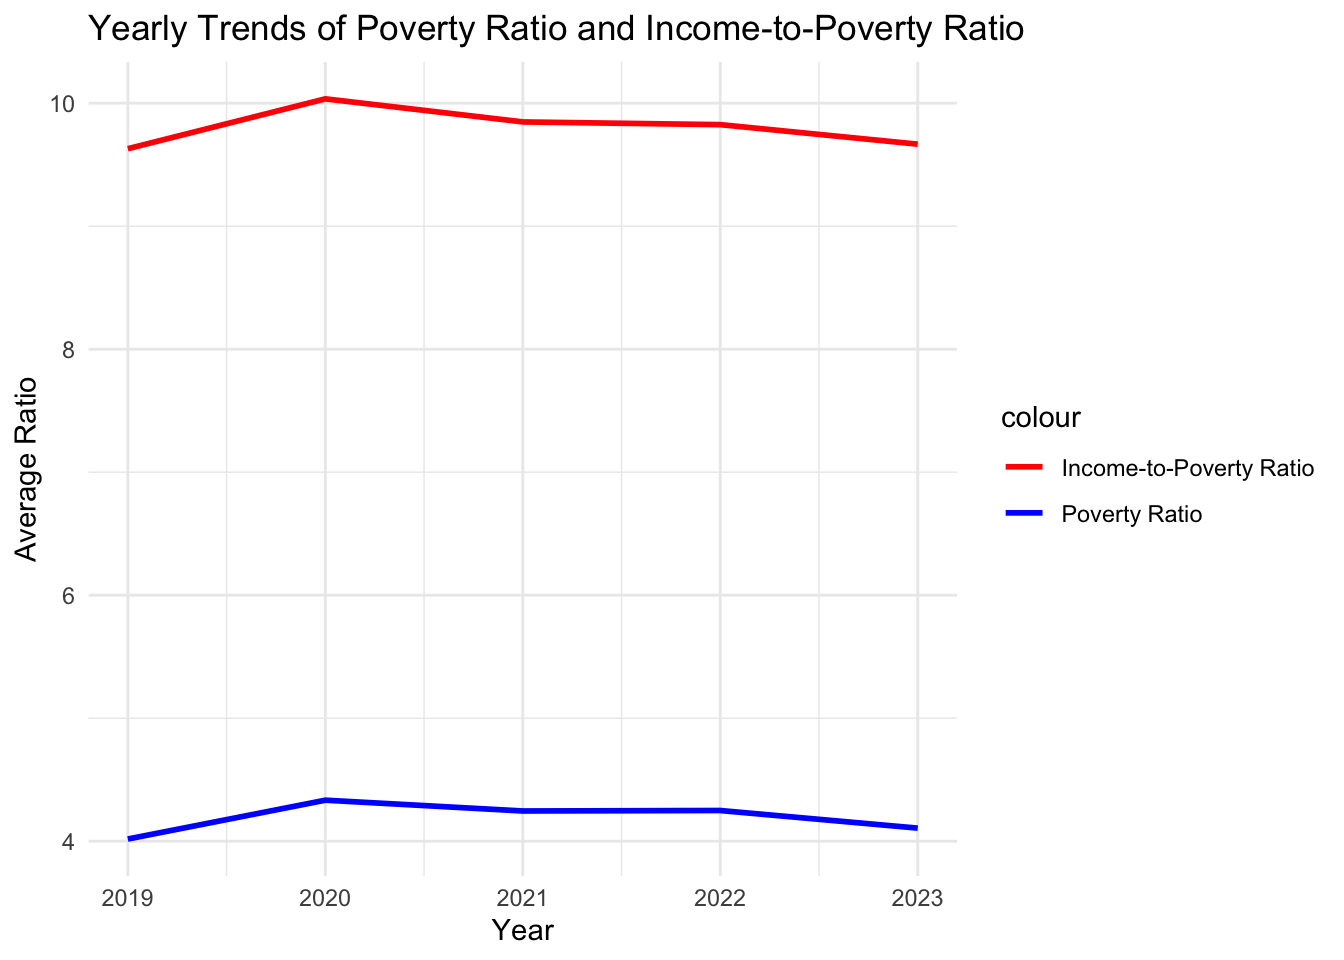 Yearly Trends of Poverty Ratio and Income-to-Poverty Ratio
Average Ratio
10
8
6
4
2019 2020 2021 2022 2023
Year
colour
Income-to-Poverty Ratio
Poverty Ratio